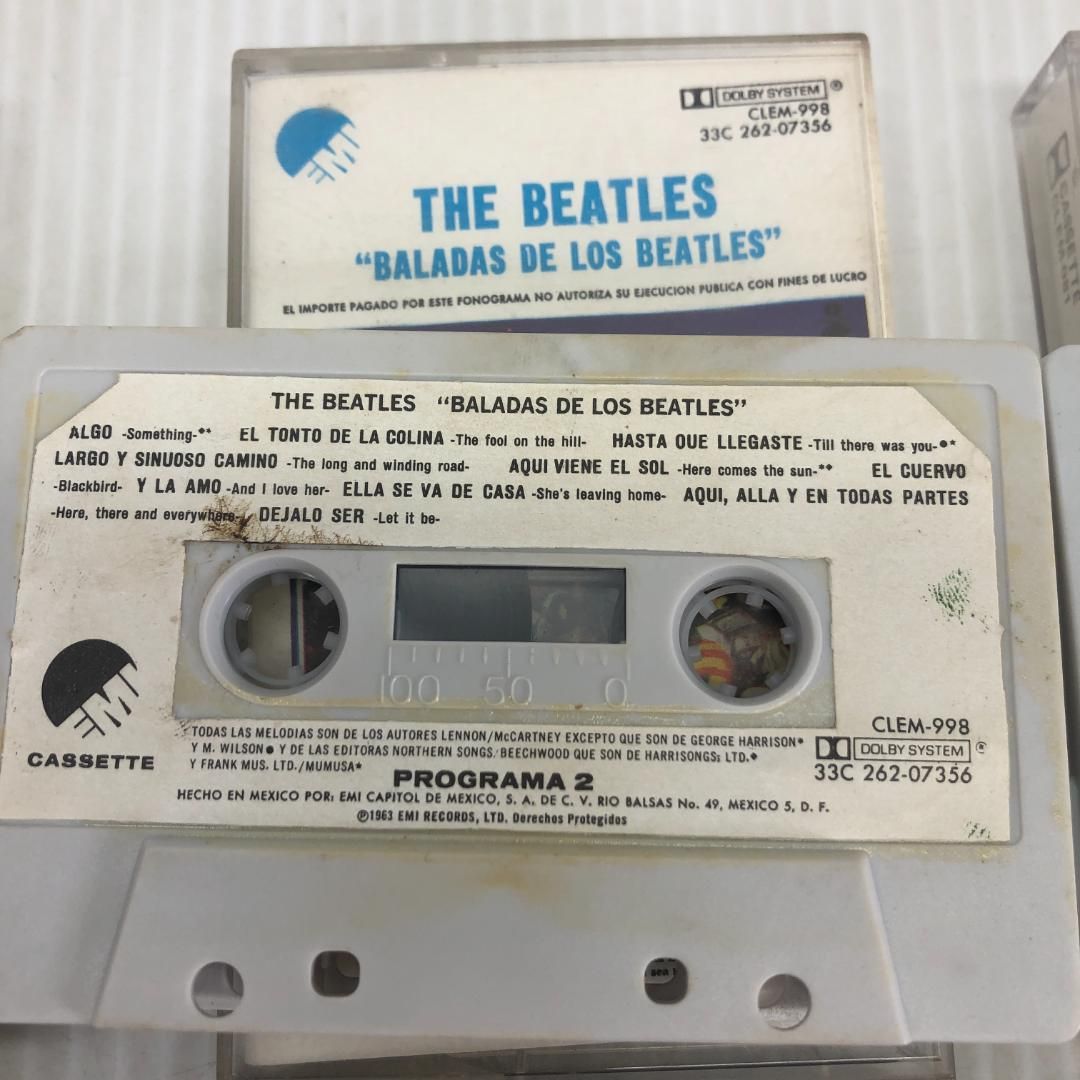 EMI
DOLBY SYSTEM ®
CLEM-998
33C 262-07356
THE BEATLES
“BALADAS DE LOS BEATLES”
EL IMPORTE PAGADO POR ESTE FONOGRAMA NO AUTORIZA SU EJECUCION PUBLICA CON FINES DE LUCRO
CASSETTE
THE BEATLES “BALADAS DE LOS BEATLES”
ALGO -Something-◆* EL TONTO DE LA COLINA -The fool on the hill- HASTA QUE LLEGASTE -Till there was you-●*
LARGO Y SINUOSO CAMINO -The long and winding road- AQUI VIENE EL SOL -Here comes the sun-*◆ EL CUERVO
-Blackbird- Y LA AMO -And I love her- ELLA SE VA DE CASA -She's leaving home- AQUI, ALLA Y EN TODAS PARTES
-Here, there and everywhere- DEJALO SER -Let it be-
100 50 0
EMI
CASSETTE
TODAS LAS MELODIAS SON DE LOS AUTORES LENNON/McCARTNEY EXCEPTO QUE SON DE GEORGE HARRISON*
Y M. WILSON● Y DE LAS EDITORAS NORTHERN SONGS/BEECHWOOD QUE SON DE HARRISONGS; LTD.◆
Y FRANK MUS. LTD./MUMUSA*
CLEM-998
DOLBY SYSTEM ®
33C 262-07356
PROGRAMA 2
HECHO EN MEXICO POR: EMI CAPITOL DE MEXICO, S. A. DE C. V. RIO BALSAS No. 49, MEXICO 5, D. F.
Ⓟ1963 EMI RECORDS, LTD. Derechos Protegidos